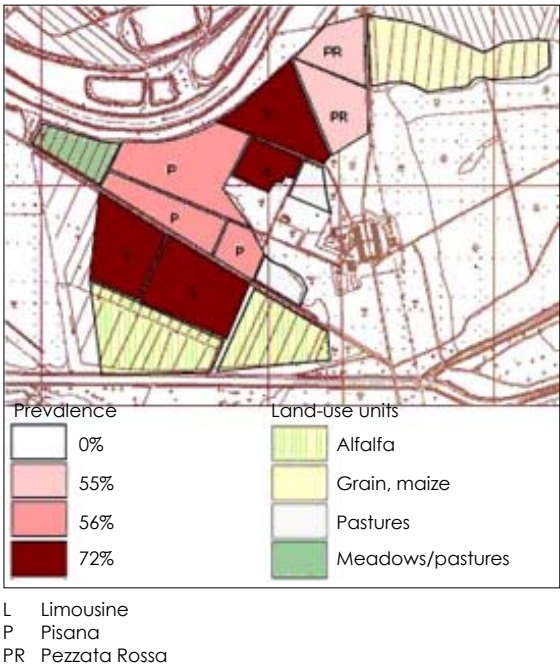 PR
PR
P
P
P
Prevalence Land-use units
0% Alfalfa
55% Grain, maize
56% Pastures
72% Meadows/pastures
L Limousine
P Pisana
PR Pezzata Rossa